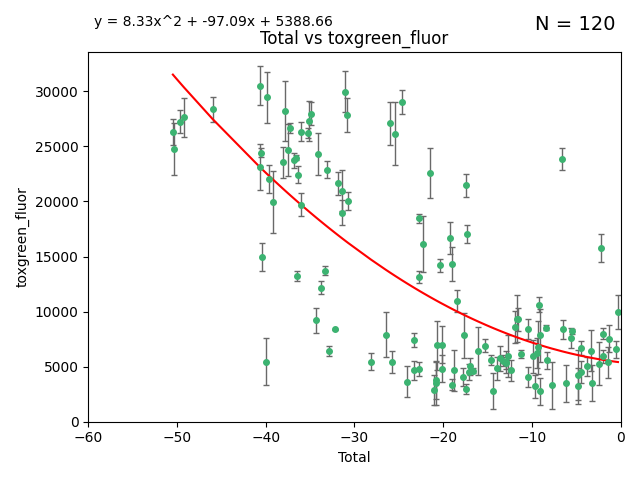 y = 8.33x^2 + -97.09x + 5388.66
N = 120
Total vs toxgreen_fluor
toxgreen_fluor
30000
25000
20000
15000
10000
5000
0
−60
−50
−40
−30
−20
−10
0
Total